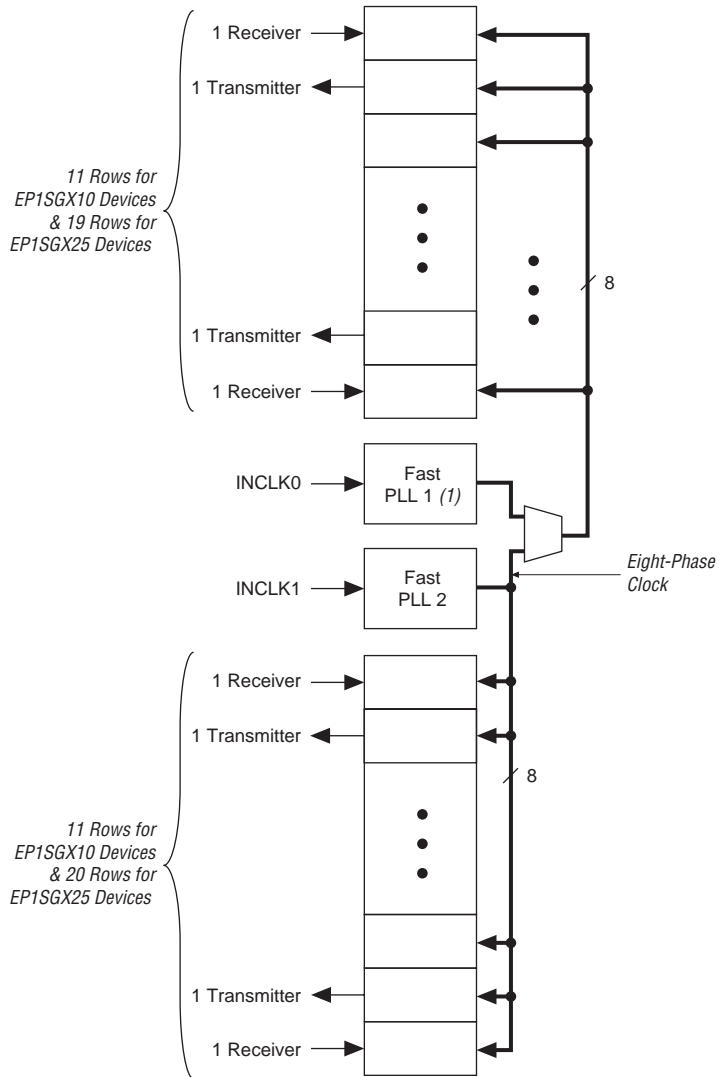 1 Receiver
1 Transmitter
11 Rows for
EP1SGX10 Devices
& 19 Rows for
EP1SGX25 Devices
8
1 Transmitter
1 Receiver
INCLK0
Fast
PLL 1 (1)
INCLK1
Fast
PLL 2
Eight-Phase
Clock
1 Receiver
1 Transmitter
8
11 Rows for
EP1SGX10 Devices
& 20 Rows for
EP1SGX25 Devices
1 Transmitter
1 Receiver